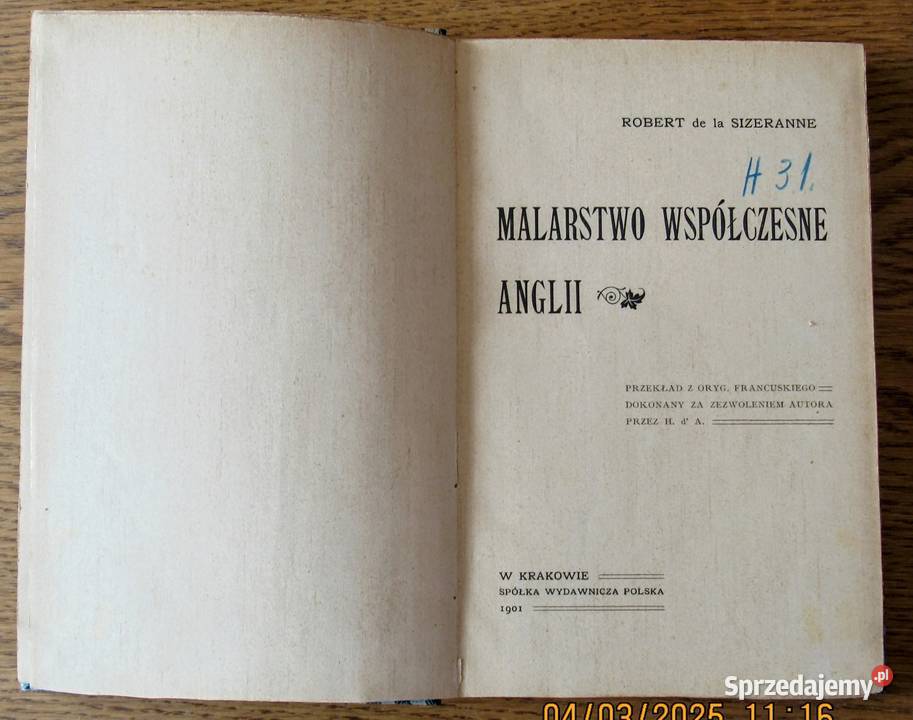 ROBERT de la SIZERANNE
H 31.
MALARSTWO WSPÓŁCZESNE
ANGLII
PRZEKŁAD Z ORYG. FRANCUSKIEGO
DOKONANY ZA ZEZWOLENIEM AUTORA
PRZEZ H. d' A.
W KRAKOWIE
SPÓŁKA WYDAWNICZA POLSKA
1901
Sprzedajemy.pl
04/03/2025 11:16